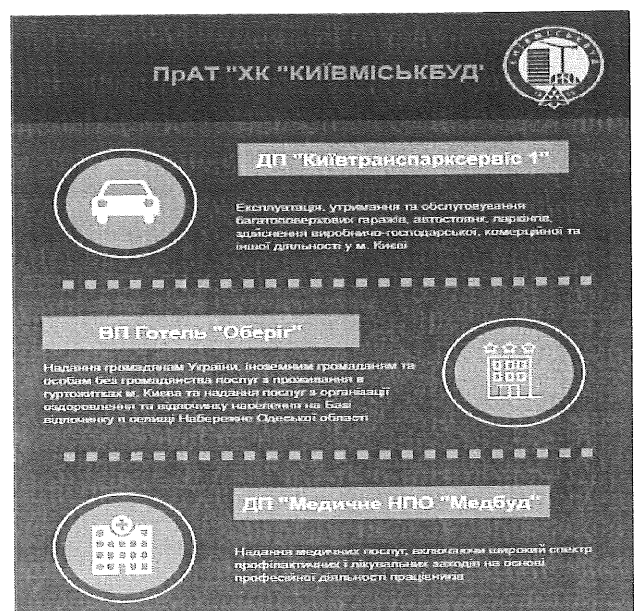 ПрАТ "ХК "КИЇВМІСЬКБУД"
КИЇВМІСЬКБУД
ДП "Київтранспарксервіс 1"
Експлуатація, утримання та обслуговування
багатоповерхових гаражів, автостоянк, паркінгів,
здійснення виробничо-господарської, комерційної та
іншої діяльності у м. Києві
ВП Готель "Оберіг"
Надання громадянам України, іноземним громадяням та
особам без громадянства послуг з проживання в
гуртожитках м. Києва та надання послуг з організації
оздоровлення та відпочинку населення на Базі
відпочинку в селищі Набережне Одеської області
ДП "Медичне НПО "Медбуд"
Надання медичних послуг, включаючи широкий спектр
профілактичних і лікувальних заходів на основі
професійної діяльності працівників